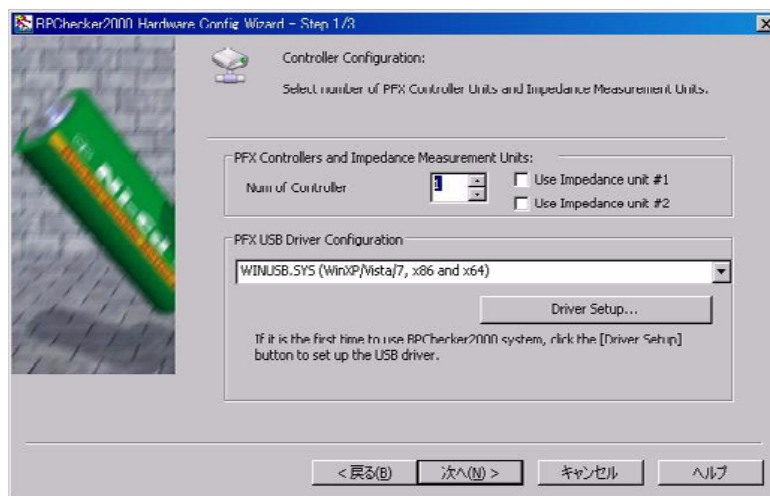 BPChecker2000 Hardware Config Wizard - Step 1/3
Controller Configuration:
Select number of PFX Controller Units and Impedance Measurement Units.
PFX Controllers and Impedance Measurement Units:
Num of Controller
1
Use Impedance unit #1
Use Impedance unit #2
PFX USB Driver Configuration
WINUSB.SYS (WinXP/Vista/7, x86 and x64)
Driver Setup...
If it is the first time to use BPChecker2000 system, click the [Driver Setup]
button to set up the USB driver.
Ni-Cd
< 戻る(B)
次へ(N) >
キャンセル
ヘルプ